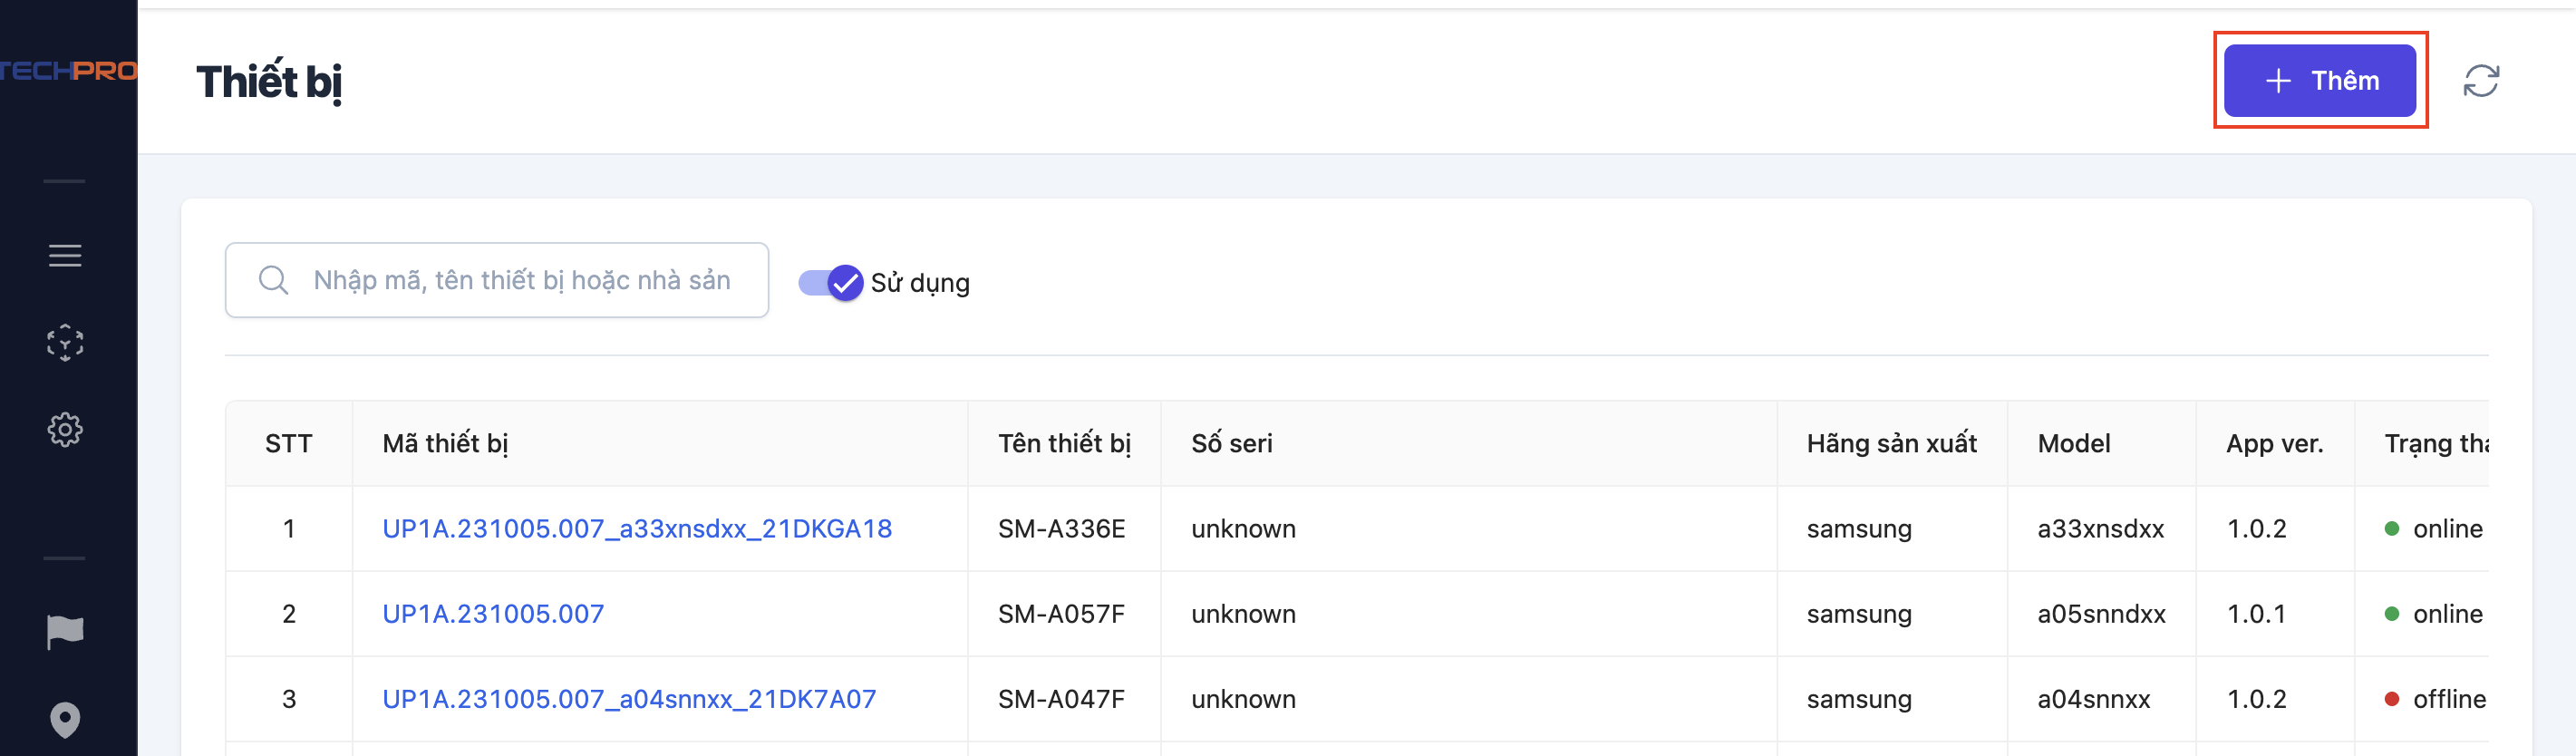 TECHPRO
Thiết bị
Thêm
Nhập mã, tên thiết bị hoặc nhà sản
Sử dụng
STT Mã thiết bị Tên thiết bị Số seri Hãng sản xuất Model App ver. Trạng
1 UP1A.231005.007_a33xnsdxx_21DKGA18 SM-A336E unknown samsung a33xnsdxx 1.0.2 online
2 UP1A.231005.007 SM-A057F unknown samsung a05snndxx 1.0.1 online
3 UP1A.231005.007_a04snnxx_21DK7A07 SM-A047F unknown samsung a04snnxx 1.0.2 offline